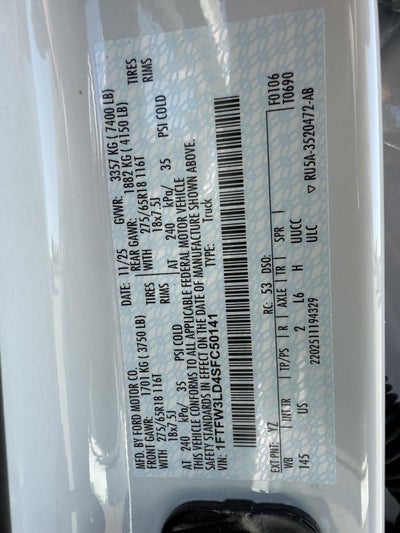 MFD. BY FORD MOTOR CO. DATE: 11/25 GVWR: 3357 KG ( 7400 LB)
FRONT GAWR: 1701 KG ( 3750 LB) REAR GAWR: 1882 KG ( 4150 LB)
275/65R18 116T TIRES WITH 275/65R18 116T TIRES
18x7.5J RIMS 18x7.5J RIMS
AT 240 kPa/ 35 PSI COLD AT 240 kPa/ 35 PSI COLD
THIS VEHICLE CONFORMS TO ALL APPLICABLE FEDERAL MOTOR VEHICLE
SAFETY STANDARDS IN EFFECT ON THE DATE OF MANUFACTURE SHOWN ABOVE.
VIN: 1FTFW3LD4SFC50141 TYPE: Truck
F0106
T0690
EXT PNT: YZ RC: 53 DSO:
WB INT TR TP/PS R AXLE TR SPR
145 US 2 L6 H UUCC
2202511194329 ULC ▽ RU5A-3520472-AB